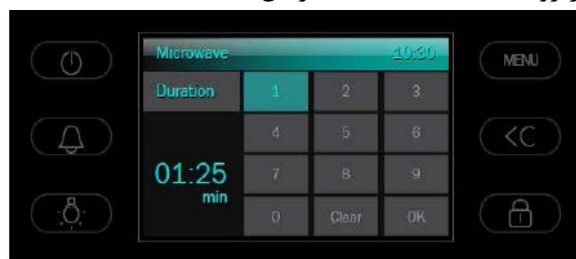 Microwave 10:30
MENU
Duration 1 2 3
4 5 6
<C
01:25 7 8 9
min
0 Clear OK